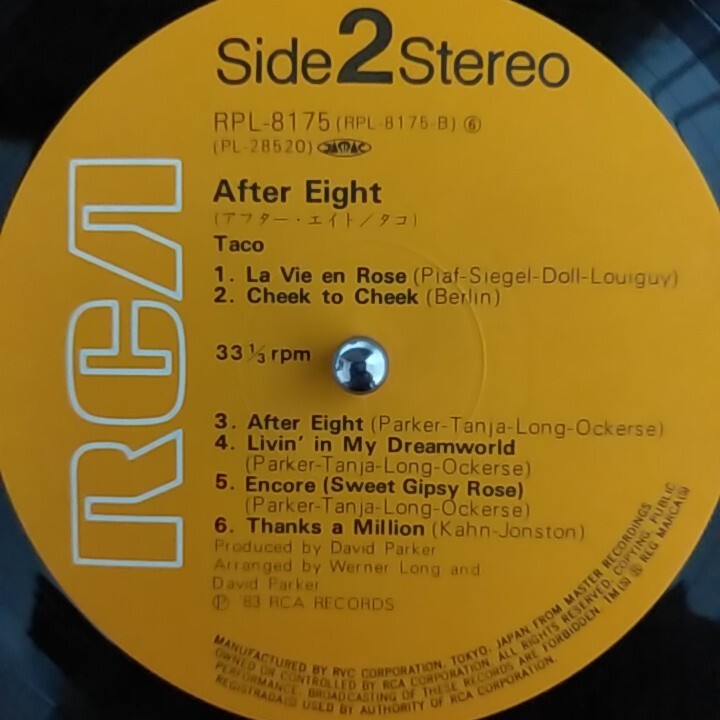 Side 2 Stereo
RPL-8175 (RPL-8175-B) ⑥
(PL-28520) JASRAC
After Eight
(アフター・エイト/タコ)
Taco
1. La Vie en Rose (Piaf-Siegel-Doll-Louiguy)
2. Cheek to Cheek (Berlin)
33 1/3 rpm
3. After Eight (Parker-Tanja-Long-Ockerse)
4. Livin' in My Dreamworld
(Parker-Tanja-Long-Ockerse)
5. Encore (Sweet Gipsy Rose)
(Parker-Tanja-Long-Ockerse)
6. Thanks a Million (Kahn-Jonston)
Produced by David Parker
Arranged by Werner Long and
David Parker
Ⓟ '83 RCA RECORDS
RCA
MANUFACTURED BY RVC CORPORATION, TOKYO, JAPAN, FROM MASTER RECORDINGS
OWNED OR CONTROLLED BY RCA CORPORATION. ALL RIGHTS RESERVED, COPYING, PUBLIC
PERFORMANCE, BROADCASTING OF THESE RECORDS ARE FORBIDDEN. TM(S) ® REG MARCA(S)
REGISTRADA(S) USED BY AUTHORITY OF RCA CORPORATION.